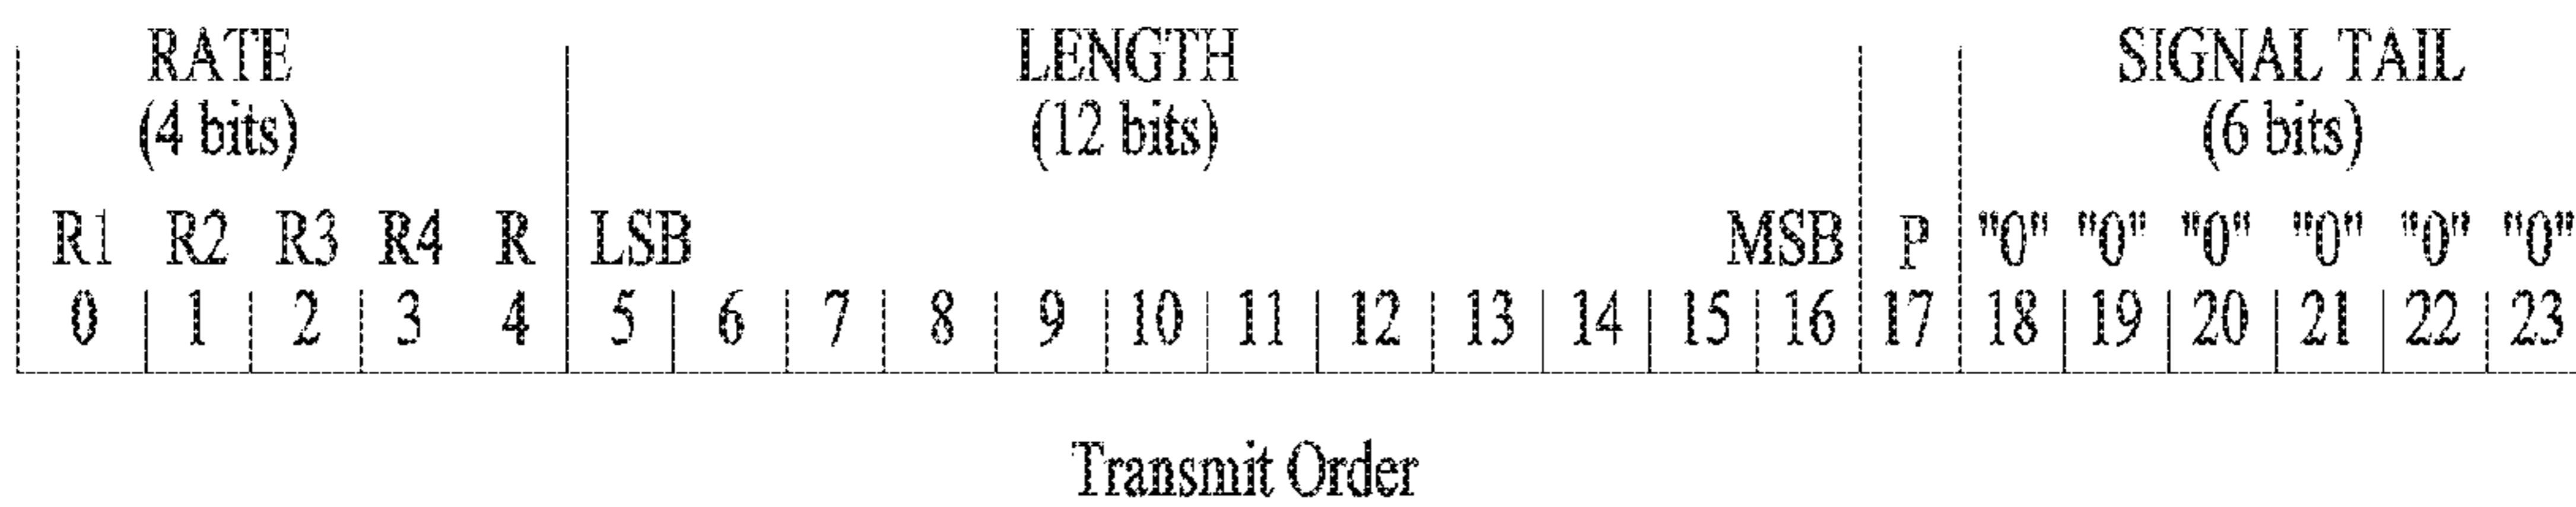 RATE LENGTH SIGNAL TAIL
(4 bits) (12 bits) (6 bits)
R1 R2 R3 R4 R LSB MSB P "0" "0" "0" "0" "0" "0"
0 1 2 3 4 5 6 7 8 9 10 11 12 13 14 15 16 17 18 19 20 21 22 23
Transmit Order